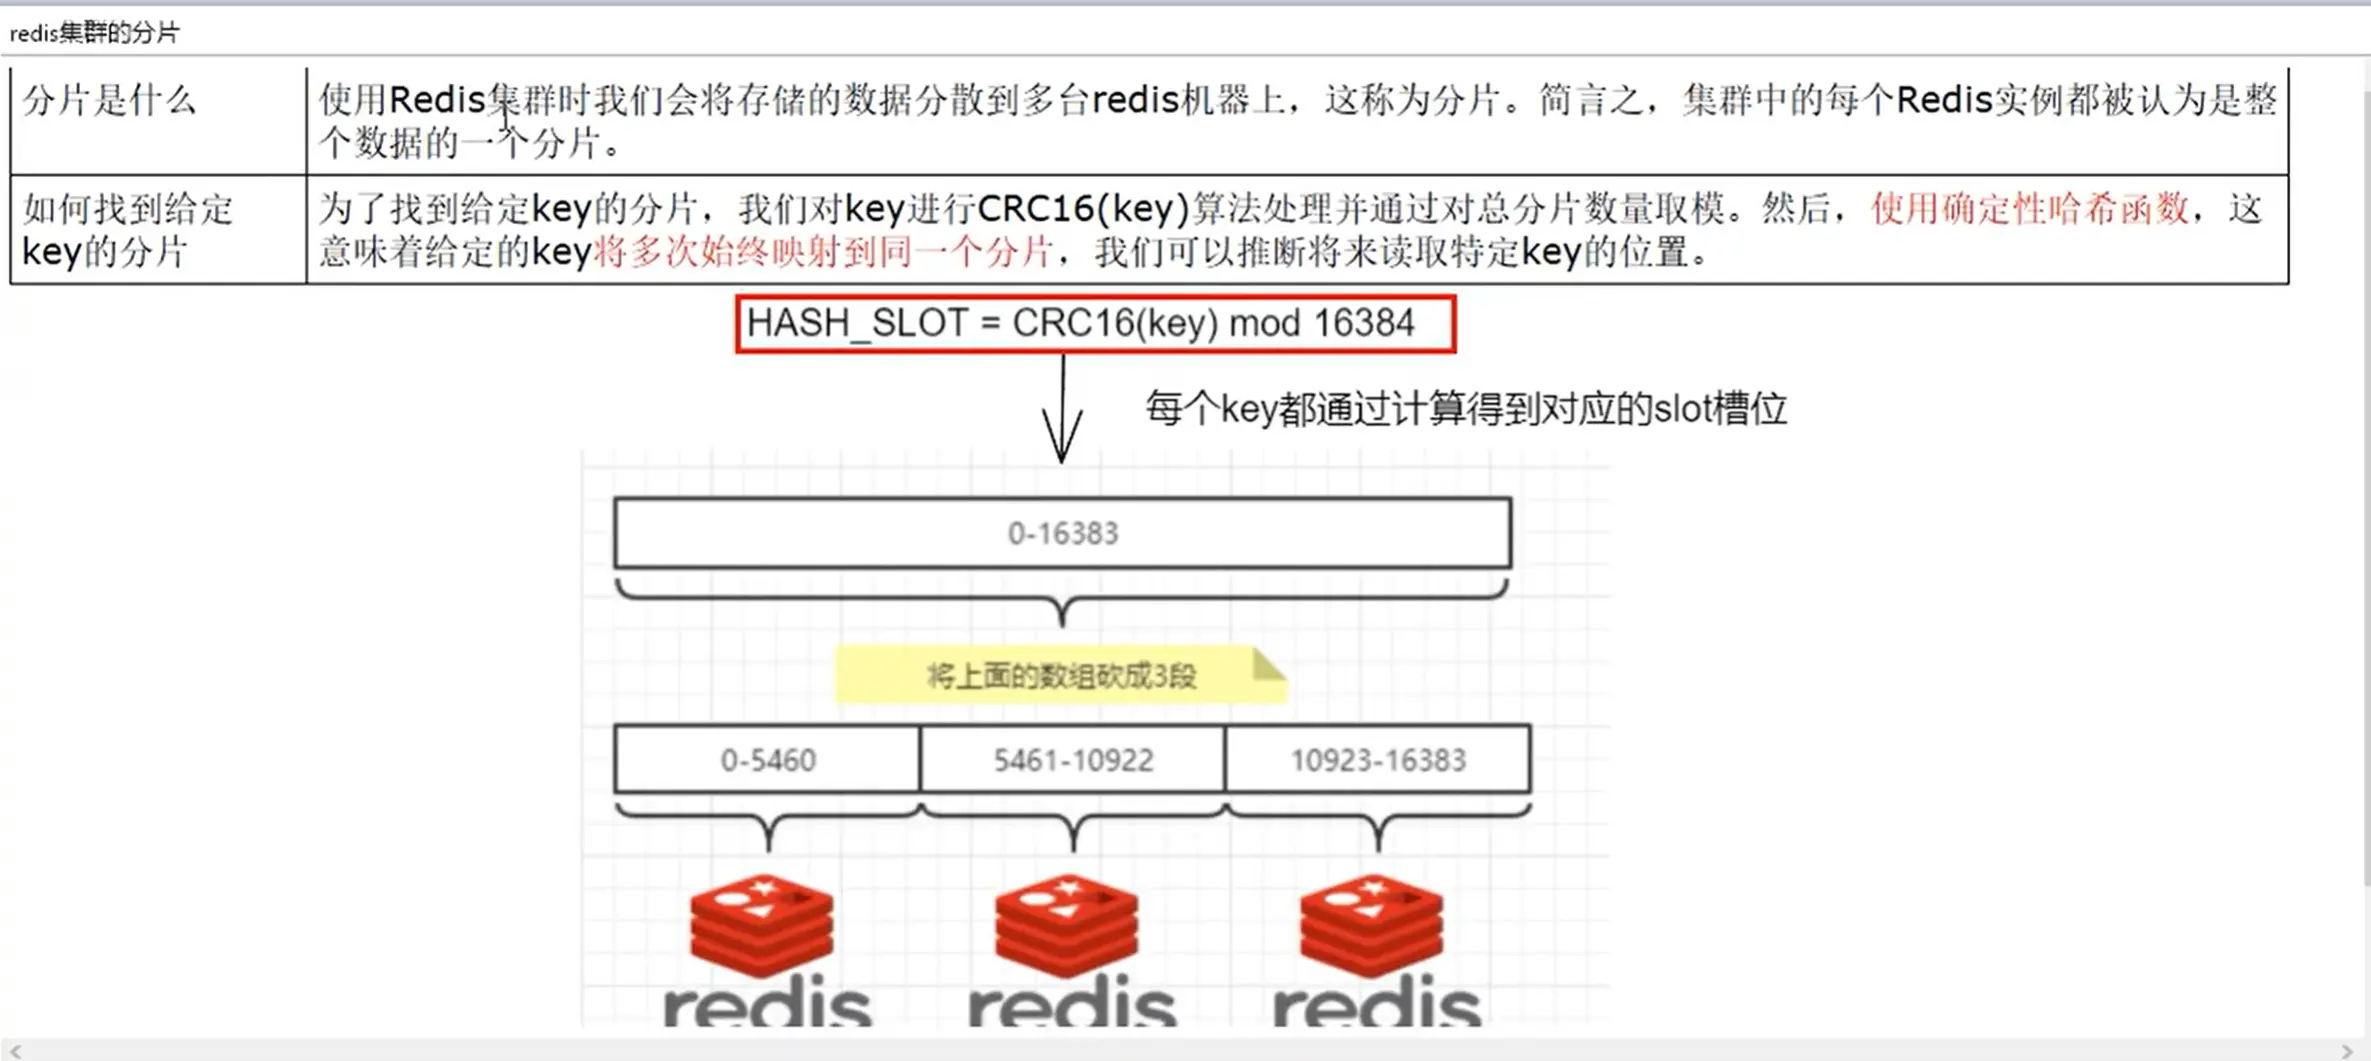 redis集群的分片
分片是什么
使用Redis集群时我们会将存储的数据分散到多台redis机器上，这称为分片。简言之，集群中的每个Redis实例都被认为是整
个数据的一个分片。
如何找到给定
key的分片
为了找到给定key的分片，我们对key进行CRC16(key)算法处理并通过对总分片数量取模。然后，使用确定性哈希函数，这
意味着给定的key将多次始终映射到同一个分片，我们可以推断将来读取特定key的位置。
HASH_SLOT = CRC16(key) mod 16384
每个key都通过计算得到对应的slot槽位
0-16383
将上面的数组砍成3段
0-5460
5461-10922
10923-16383
redis
redis
redis